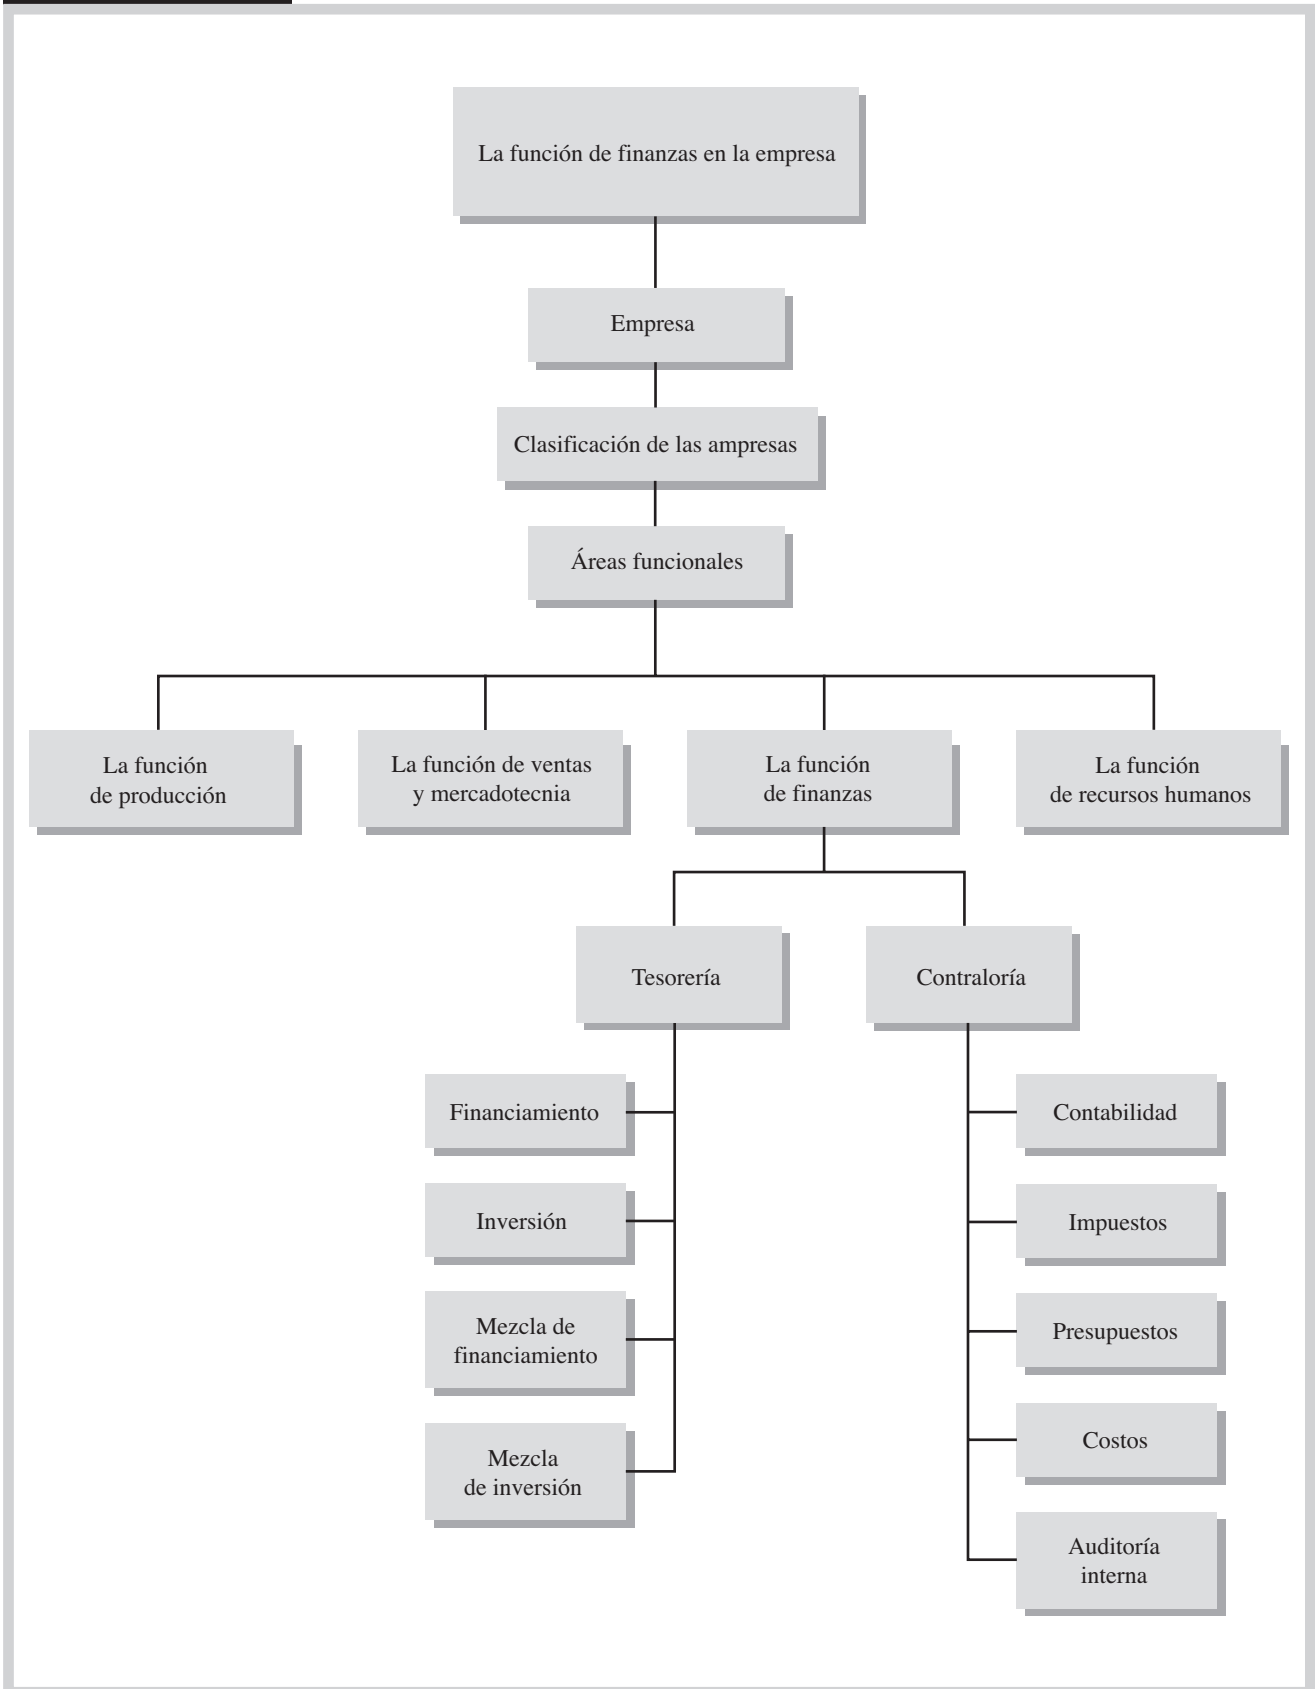 La función de finanzas en la empresa
Empresa
Clasificación de las ampresas
Áreas funcionales
La función
de producción
La función de ventas
y mercadotecnia
La función
de finanzas
La función
de recursos humanos
Tesorería
Contraloría
Financiamiento
Inversión
Mezcla de
financiamiento
Mezcla
de inversión
Contabilidad
Impuestos
Presupuestos
Costos
Auditoría
interna